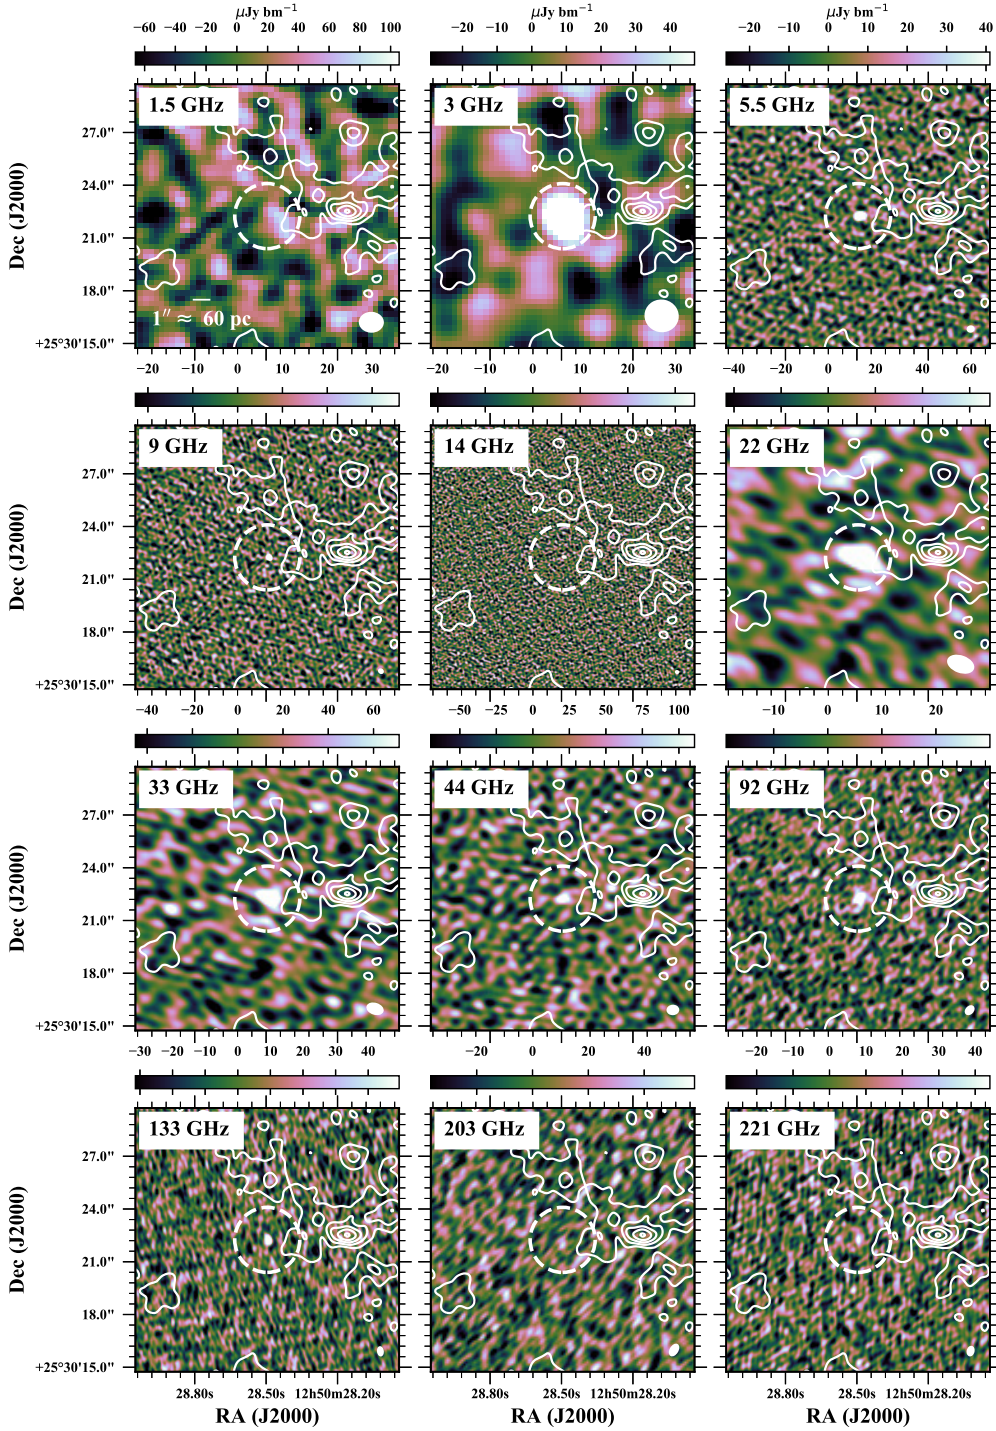 μJy bm⁻¹ μJy bm⁻¹ μJy bm⁻¹
−60 −40 −20 0 20 40 60 80 100 −20 −10 0 10 20 30 40 −20 −10 0 10 20 30 40
1.5 GHz 3 GHz 5.5 GHz
27.0"
24.0"
Dec (J2000)
21.0"
18.0"
1″ ≈ 60 pc
+25°30'15.0"
−20 −10 0 10 20 30 −20 −10 0 10 20 30 −40 −20 0 20 40 60
9 GHz 14 GHz 22 GHz
27.0"
24.0"
Dec (J2000)
21.0"
18.0"
+25°30'15.0"
−40 −20 0 20 40 60 −50 −25 0 25 50 75 100 −10 0 10 20
33 GHz 44 GHz 92 GHz
27.0"
24.0"
Dec (J2000)
21.0"
18.0"
+25°30'15.0"
−30 −20 −10 0 10 20 30 40 −20 0 20 40 −20 −10 0 10 20 30 40
133 GHz 203 GHz 221 GHz
27.0"
24.0"
Dec (J2000)
21.0"
18.0"
+25°30'15.0"
28.80s 28.50s 12h50m28.20s 28.80s 28.50s 12h50m28.20s 28.80s 28.50s 12h50m28.20s
RA (J2000) RA (J2000) RA (J2000)